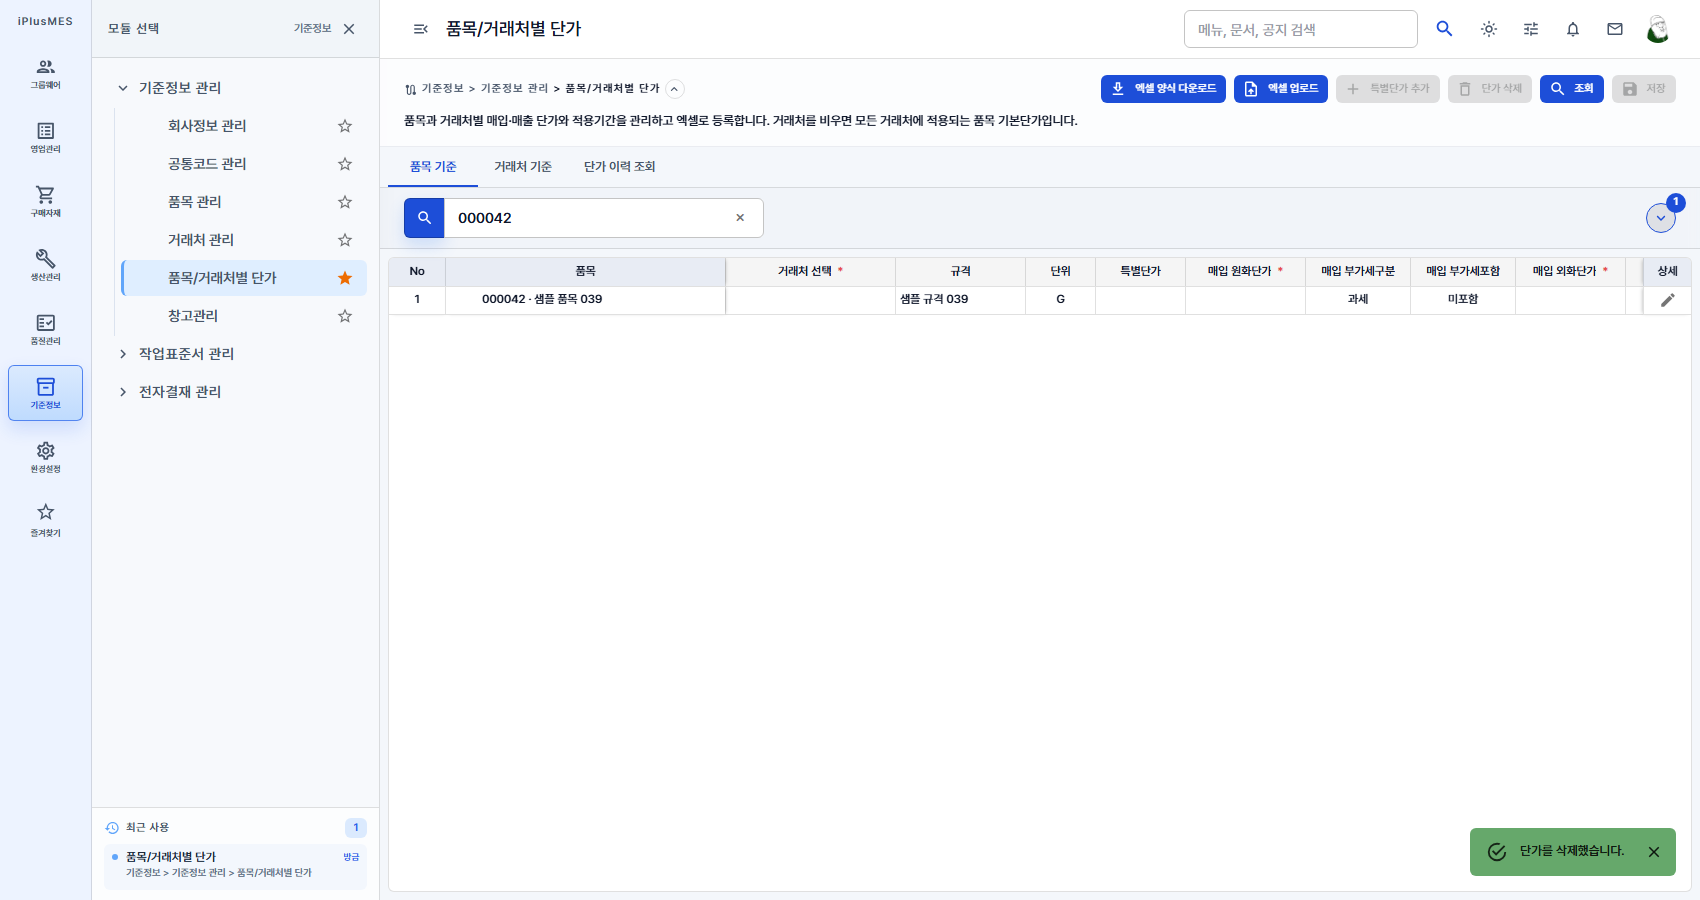 iPlusMES
그룹웨어
영업관리
구매자재
생산관리
품질관리
기준정보
환경설정
즐겨찾기
모듈 선택
기준정보
기준정보 관리
회사정보 관리
공통코드 관리
품목 관리
거래처 관리
품목/거래처별 단가
창고관리
작업표준서 관리
전자결재 관리
최근 사용
1
품목/거래처별 단가
방금
기준정보 > 기준정보 관리 > 품목/거래처별 단가
품목/거래처별 단가
메뉴, 문서, 공지 검색
기준정보 > 기준정보 관리 > 품목/거래처별 단가
엑셀 양식 다운로드
엑셀 업로드
특별단가 추가
단가 삭제
조회
저장
품목과 거래처별 매입·매출 단가와 적용기간을 관리하고 엑셀로 등록합니다. 거래처를 비우면 모든 거래처에 적용되는 품목 기본단가입니다.
품목 기준
거래처 기준
단가 이력 조회
000042
1
No 품목 거래처 선택 * 규격 단위 특별단가 매입 원화단가 * 매입 부가세구분 매입 부가세포함 매입 외화단가 * 상세
1 000042 · 샘플 품목 039 샘플 규격 039 G 과세 미포함
단가를 삭제했습니다.